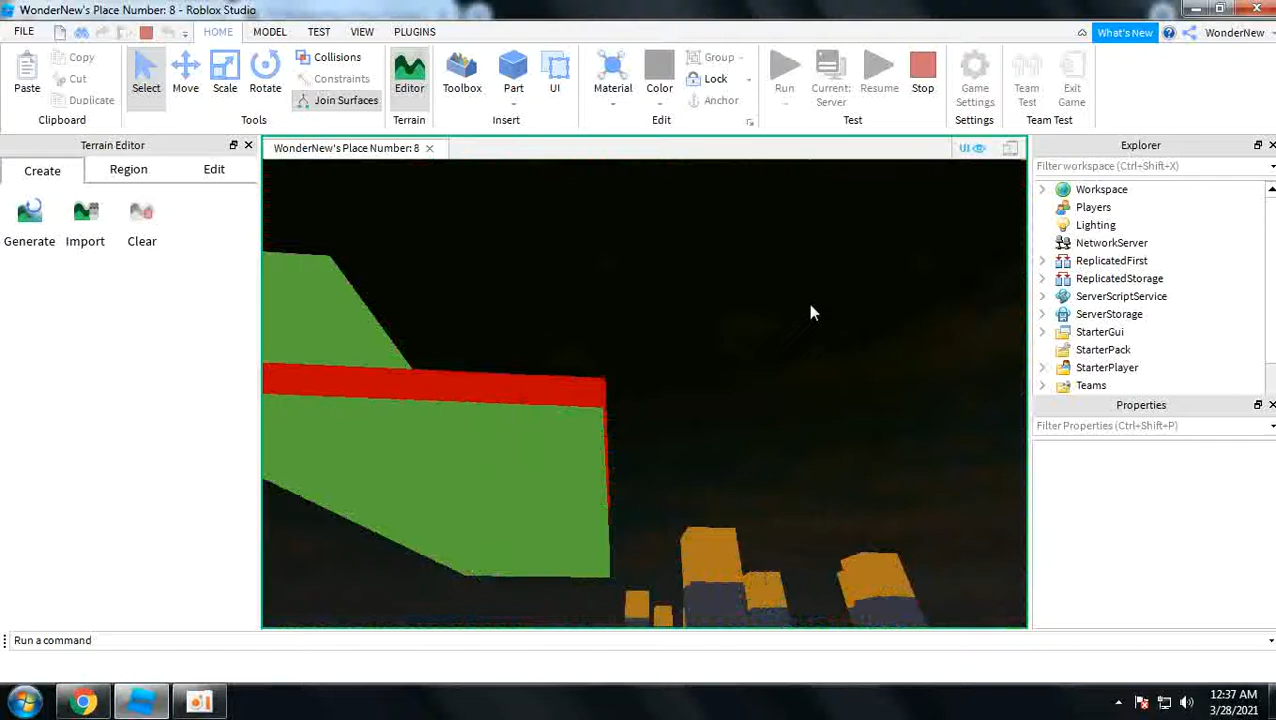 WonderNew's Place Number: 8 - Roblox Studio
FILE HOME MODEL TEST VIEW PLUGINS What's New WonderNew
Paste Copy Cut Duplicate
Select Move Scale Rotate Collisions Constraints Join Surfaces
Editor Toolbox Part UI
Material Color Group Lock Anchor
Run Current: Server Resume Stop
Game Settings Team Test Exit Game
Clipboard Tools Terrain Insert Edit Test Settings Team Test
Terrain Editor
Create Region Edit
Generate Import Clear
WonderNew's Place Number: 8
UI
Explorer
Filter workspace (Ctrl+Shift+X)
Workspace
Players
Lighting
NetworkServer
ReplicatedFirst
ReplicatedStorage
ServerScriptService
ServerStorage
StarterGui
StarterPack
StarterPlayer
Teams
Properties
Filter Properties (Ctrl+Shift+P)
Run a command
12:37 AM
3/28/2021